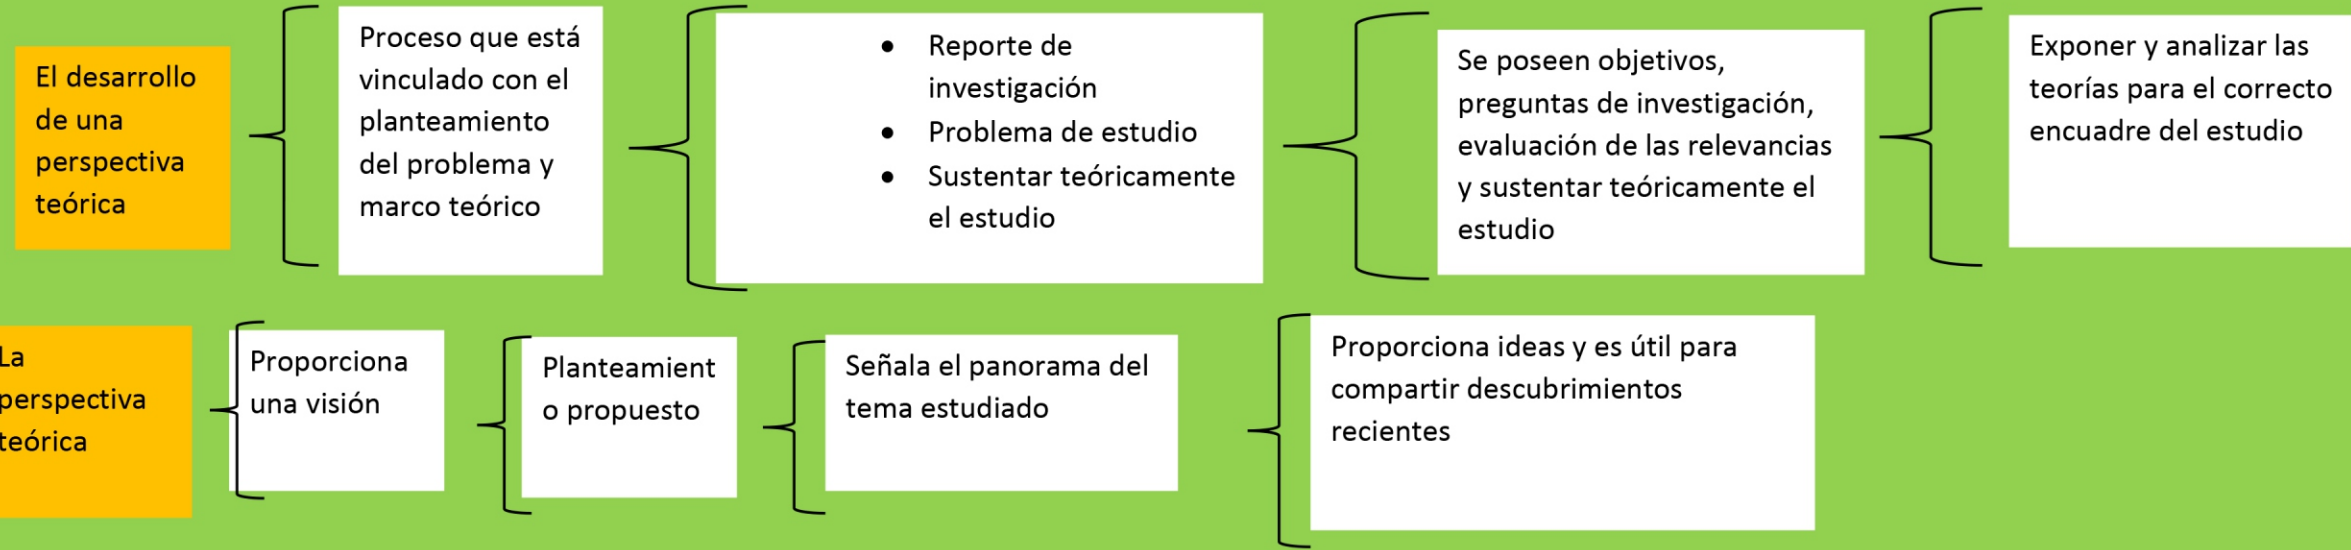 El desarrollo
de una
perspectiva
teórica
Proceso que está
vinculado con el
planteamiento
del problema y
marco teórico
• Reporte de
investigación
• Problema de estudio
• Sustentar teóricamente
el estudio
Se poseen objetivos,
preguntas de investigación,
evaluación de las relevancias
y sustentar teóricamente el
estudio
Exponer y analizar las
teorías para el correcto
encuadre del estudio
La
perspectiva
teórica
Proporciona
una visión
Planteamient
o propuesto
Señala el panorama del
tema estudiado
Proporciona ideas y es útil para
compartir descubrimientos
recientes